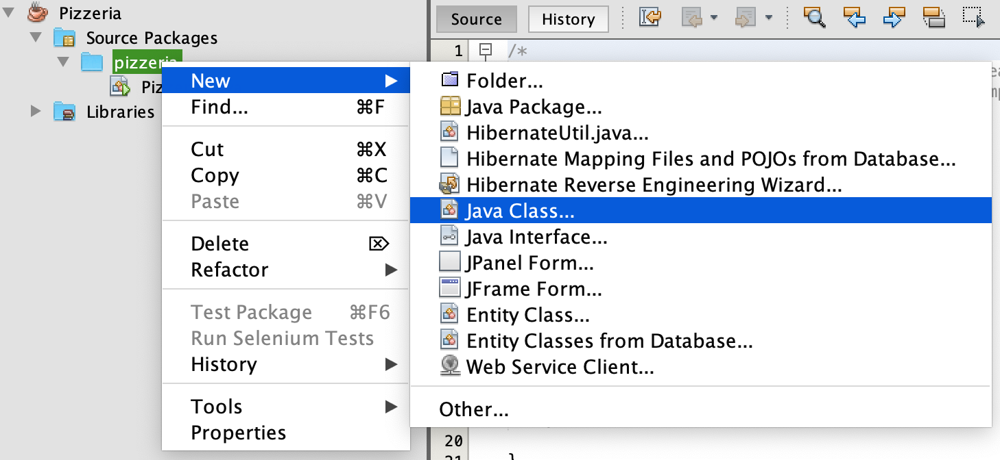 Pizzeria
Source Packages
pizzeria
Libraries
New
Find... ⌘F
Cut ⌘X
Copy ⌘C
Paste ⌘V
Delete ⌦
Refactor
Test Package ⌘F6
Run Selenium Tests
History
Tools
Properties
Source History
1 /*
Folder...
Java Package...
HibernateUtil.java...
Hibernate Mapping Files and POJOs from Database...
Hibernate Reverse Engineering Wizard...
Java Class...
Java Interface...
JPanel Form...
JFrame Form...
Entity Class...
Entity Classes from Database...
Web Service Client...
Other...
20
21 }